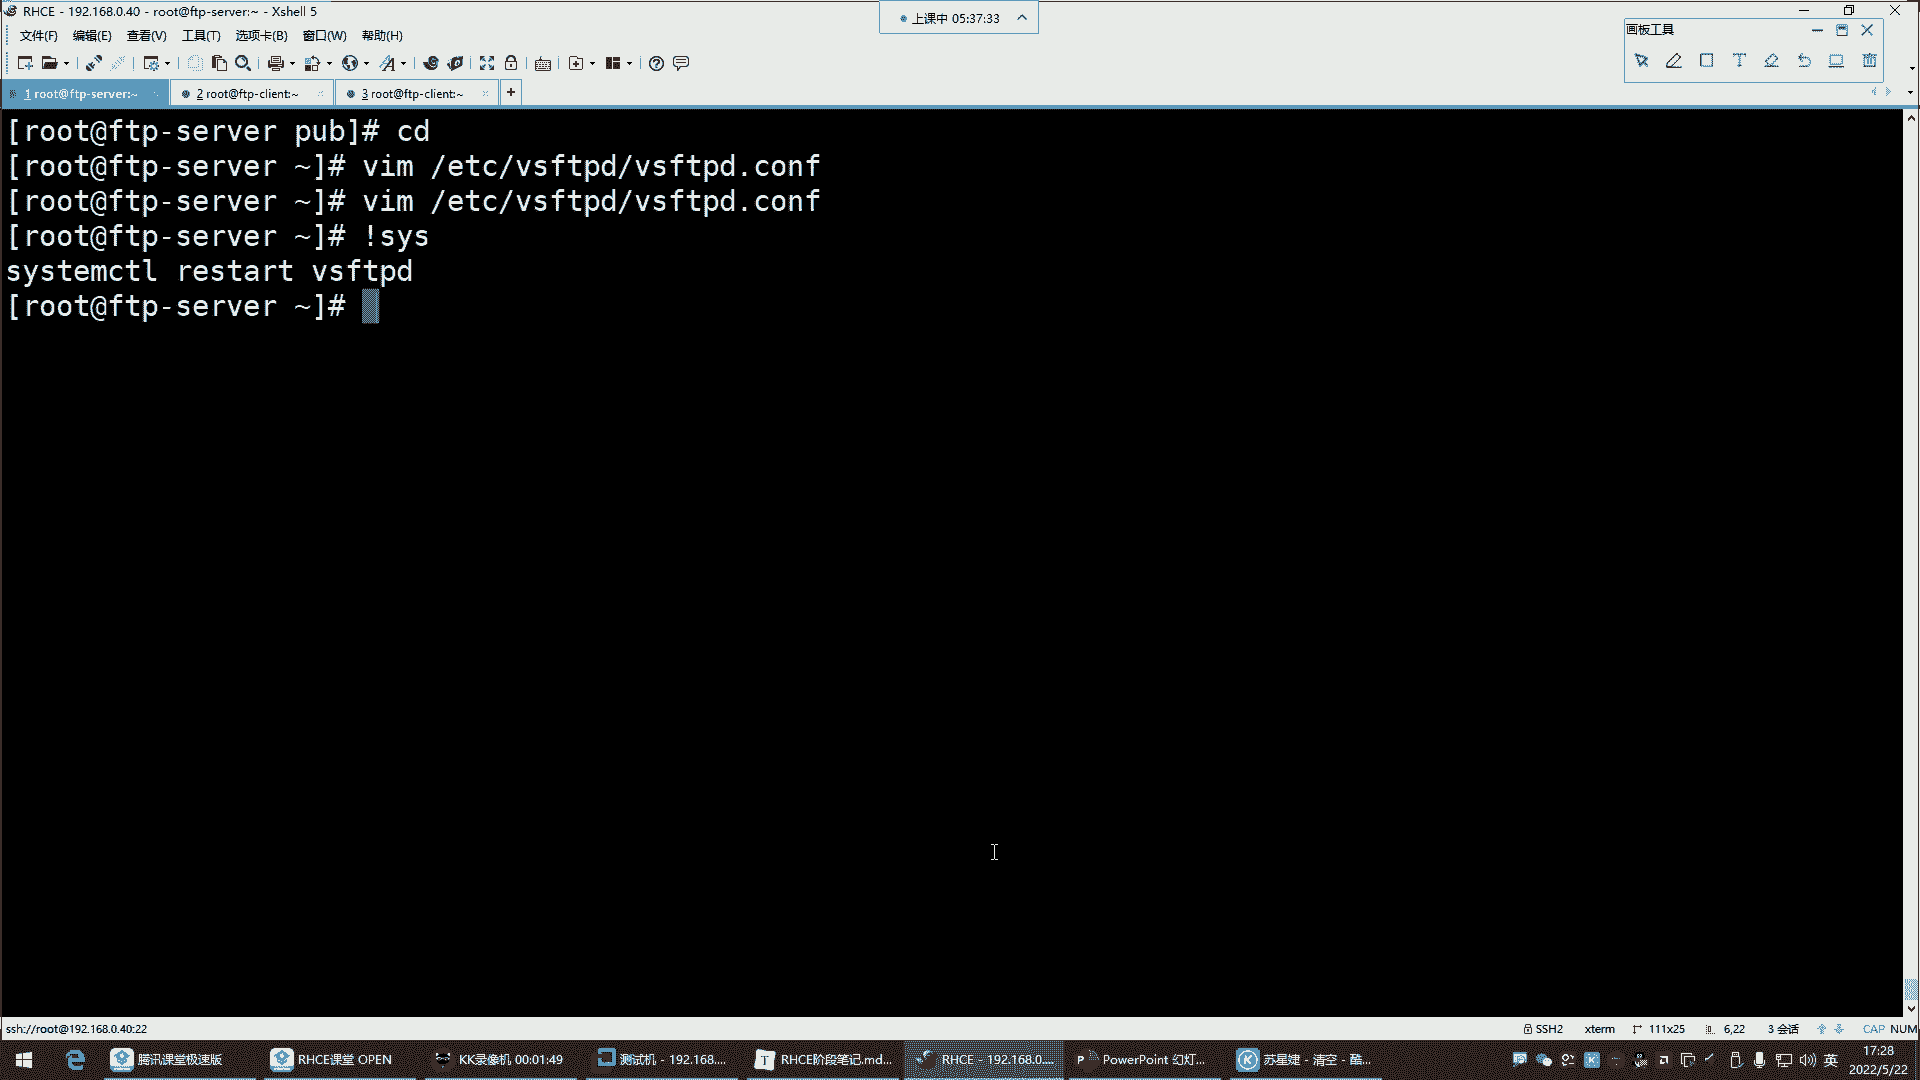 RHCE - 192.168.0.40 - root@ftp-server:~ - Xshell 5
上课中 05:37:33
画板工具
文件(F) 编辑(E) 查看(V) 工具(T) 选项卡(B) 窗口(W) 帮助(H)
1 root@ftp-server:~ 2 root@ftp-client:~ 3 root@ftp-client:~ +
[root@ftp-server pub]# cd
[root@ftp-server ~]# vim /etc/vsftpd/vsftpd.conf
[root@ftp-server ~]# vim /etc/vsftpd/vsftpd.conf
[root@ftp-server ~]# !sys
systemctl restart vsftpd
[root@ftp-server ~]#
ssh://root@192.168.0.40:22 SSH2 xterm 111x25 6,22 3 会话 CAP NUM
腾讯课堂极速版 RHCE课堂 OPEN KK录像机 00:01:49 测试机 - 192.168.... RHCE阶段笔记.md... RHCE - 192.168.0.... PowerPoint 幻灯... 苏星婕 - 清空 - 酷... 英 17:28
2022/5/22